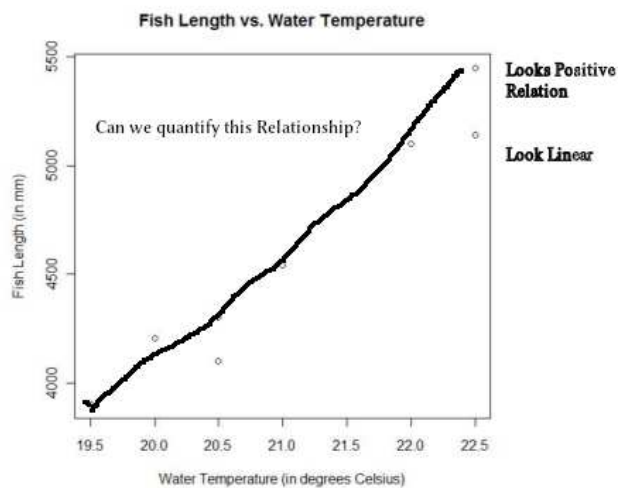 Fish Length vs. Water Temperature
Looks Positive
Relation
Can we quantify this Relationship?
Look Linear
Fish Length (in mm)
5500
5000
4500
4000
19.5 20.0 20.5 21.0 21.5 22.0 22.5
Water Temperature (in degrees Celsius)